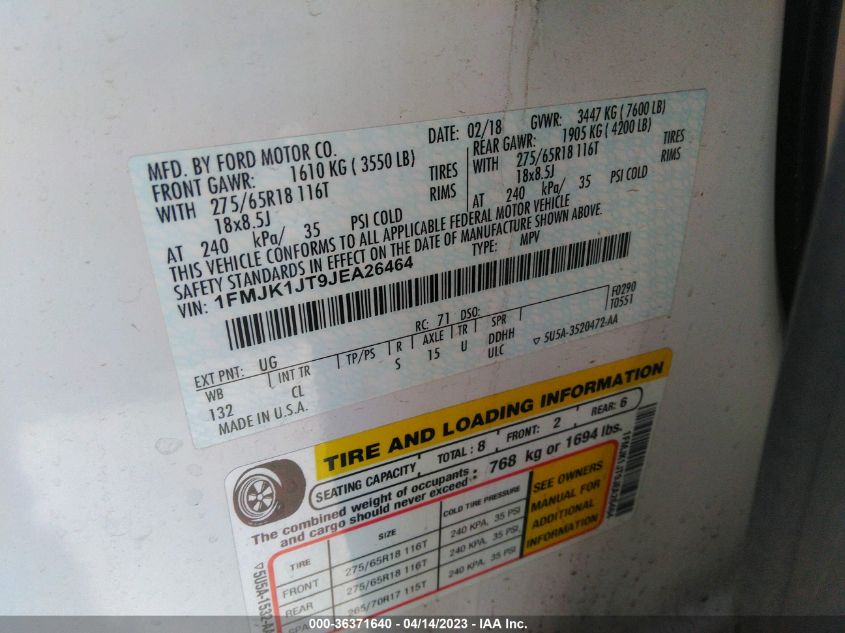 MFD. BY FORD MOTOR CO.
DATE: 02/18 GVWR: 3447 KG ( 7600 LB)
FRONT GAWR: 1610 KG ( 3550 LB)
REAR GAWR: 1905 KG ( 4200 LB)
WITH 275/65R18 116T TIRES
WITH 275/65R18 116T TIRES
18x8.5J RIMS
18x8.5J RIMS
AT 240 kPa/ 35 PSI COLD
AT 240 kPa/ 35 PSI COLD
THIS VEHICLE CONFORMS TO ALL APPLICABLE FEDERAL MOTOR VEHICLE
SAFETY STANDARDS IN EFFECT ON THE DATE OF MANUFACTURE SHOWN ABOVE.
VIN: 1FMJK1JT9JEA26464 TYPE: MPV
F0290
T0551
EXT PNT: UG RC: 71 DSO:
WB INT TR TP/PS R AXLE TR SPR
132 CL S 15 U DDHH
ULC
▽ 5U5A-3520472-AA
MADE IN U.S.A.
TIRE AND LOADING INFORMATION
SEATING CAPACITY TOTAL : 8 FRONT: 2 REAR: 6
The combined weight of occupants
and cargo should never exceed : 768 kg or 1694 lbs.
TIRE SIZE COLD TIRE PRESSURE
FRONT 275/65R18 116T 240 KPA, 35 PSI
REAR 275/65R18 116T 240 KPA, 35 PSI
265/70R17 115T 240 KPA, 35 PSI
SEE OWNERS
MANUAL FOR
ADDITIONAL
INFORMATION
1FMJK1JT9JEA26464
000-36371640 - 04/14/2023 - IAA Inc.